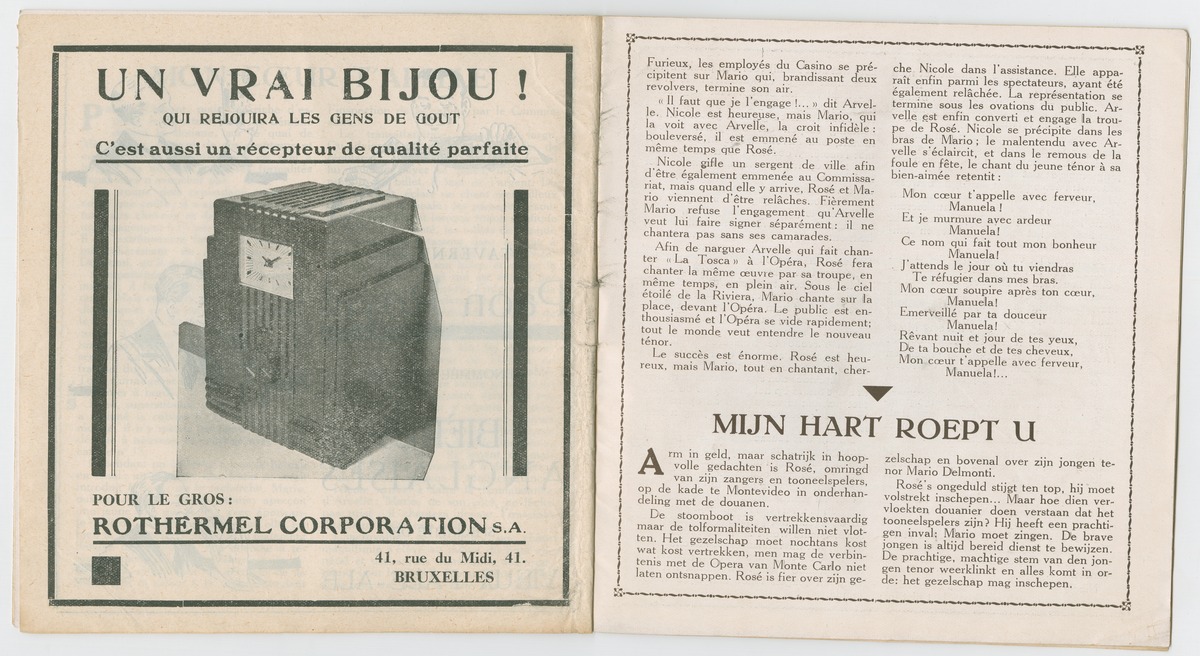 UN VRAI BIJOU !
QUI REJOUIRA LES GENS DE GOUT
C'est aussi un récepteur de qualité parfaite
POUR LE GROS:
ROTHERMEL CORPORATION S.A.
41, rue du Midi, 41.
BRUXELLES
Furieux, les employés du Casino se pré-
cipitent sur Mario qui, brandissant deux
revolvers, termine son air.
« Il faut que je l'engage !... » dit Arvel-
le. Nicole est heureuse, mais Mario, qui
la voit avec Arvelle, la croit infidèle :
bouleversé, il est emmené au poste en
même temps que Rosé.
Nicole gifle un sergent de ville afin
d'être également emmenée au Commissa-
riat, mais quand elle y arrive, Rosé et Ma-
rio viennent d'être relâches. Fièrement
Mario refuse l'engagement qu'Arvelle
veut lui faire signer séparément : il ne
chantera pas sans ses camarades.
Afin de narguer Arvelle qui fait chan-
ter « La Tosca » à l'Opéra, Rosé fera
chanter la même œuvre par sa troupe, en
même temps, en plein air. Sous le ciel
étoilé de la Riviera, Mario chante sur la
place, devant l'Opéra. Le public est en-
thousiasmé et l'Opéra se vide rapidement;
tout le monde veut entendre le nouveau
ténor.
Le succès est énorme. Rosé est heu-
reux, mais Mario, tout en chantant, cher-
che Nicole dans l'assistance. Elle appa-
raît enfin parmi les spectateurs, ayant été
également relâchée. La représentation se
termine sous les ovations du public. Ar-
velle est enfin converti et engage la trou-
pe de Rosé. Nicole se précipite dans les
bras de Mario ; le malentendu avec Ar-
velle s'éclaircit, et dans le remous de la
foule en fête, le chant du jeune ténor à sa
bien-aimée retentit :
Mon cœur t'appelle avec ferveur,
Manuela !
Et je murmure avec ardeur
Manuela!
Ce nom qui fait tout mon bonheur
Manuela!
J'attends le jour où tu viendras
Te réfugier dans mes bras.
Mon cœur soupire après ton cœur,
Manuela!
Emerveillé par ta douceur
Manuela!
Rêvant nuit et jour de tes yeux,
De ta bouche et de tes cheveux,
Mon cœur t'appelle avec ferveur,
Manuela!...
MIJN HART ROEPT U
Arm in geld, maar schatrijk in hoop-
volle gedachten is Rosé, omringd
van zijn zangers en tooneelspelers,
op de kade te Montevideo in onderhan-
deling met de douanen.
De stoomboot is vertrekkensvaardig
maar de tolformaliteiten willen niet vlot-
ten. Het gezelschap moet nochtans kost
wat kost vertrekken, men mag de verbin-
tenis met de Opera van Monte Carlo niet
laten ontsnappen. Rosé is fier over zijn ge-
zelschap en bovenal over zijn jongen te-
nor Mario Delmonti.
Rosé's ongeduld stijgt ten top, hij moet
volstrekt inschepen... Maar hoe dien ver-
vloekten douanier doen verstaan dat het
tooneelspelers zijn? Hij heeft een prachti-
gen inval: Mario moet zingen. De brave
jongen is altijd bereid dienst te bewijzen.
De prachtige, machtige stem van den jon-
gen tenor weerklinkt en alles komt in or-
de: het gezelschap mag inschepen.